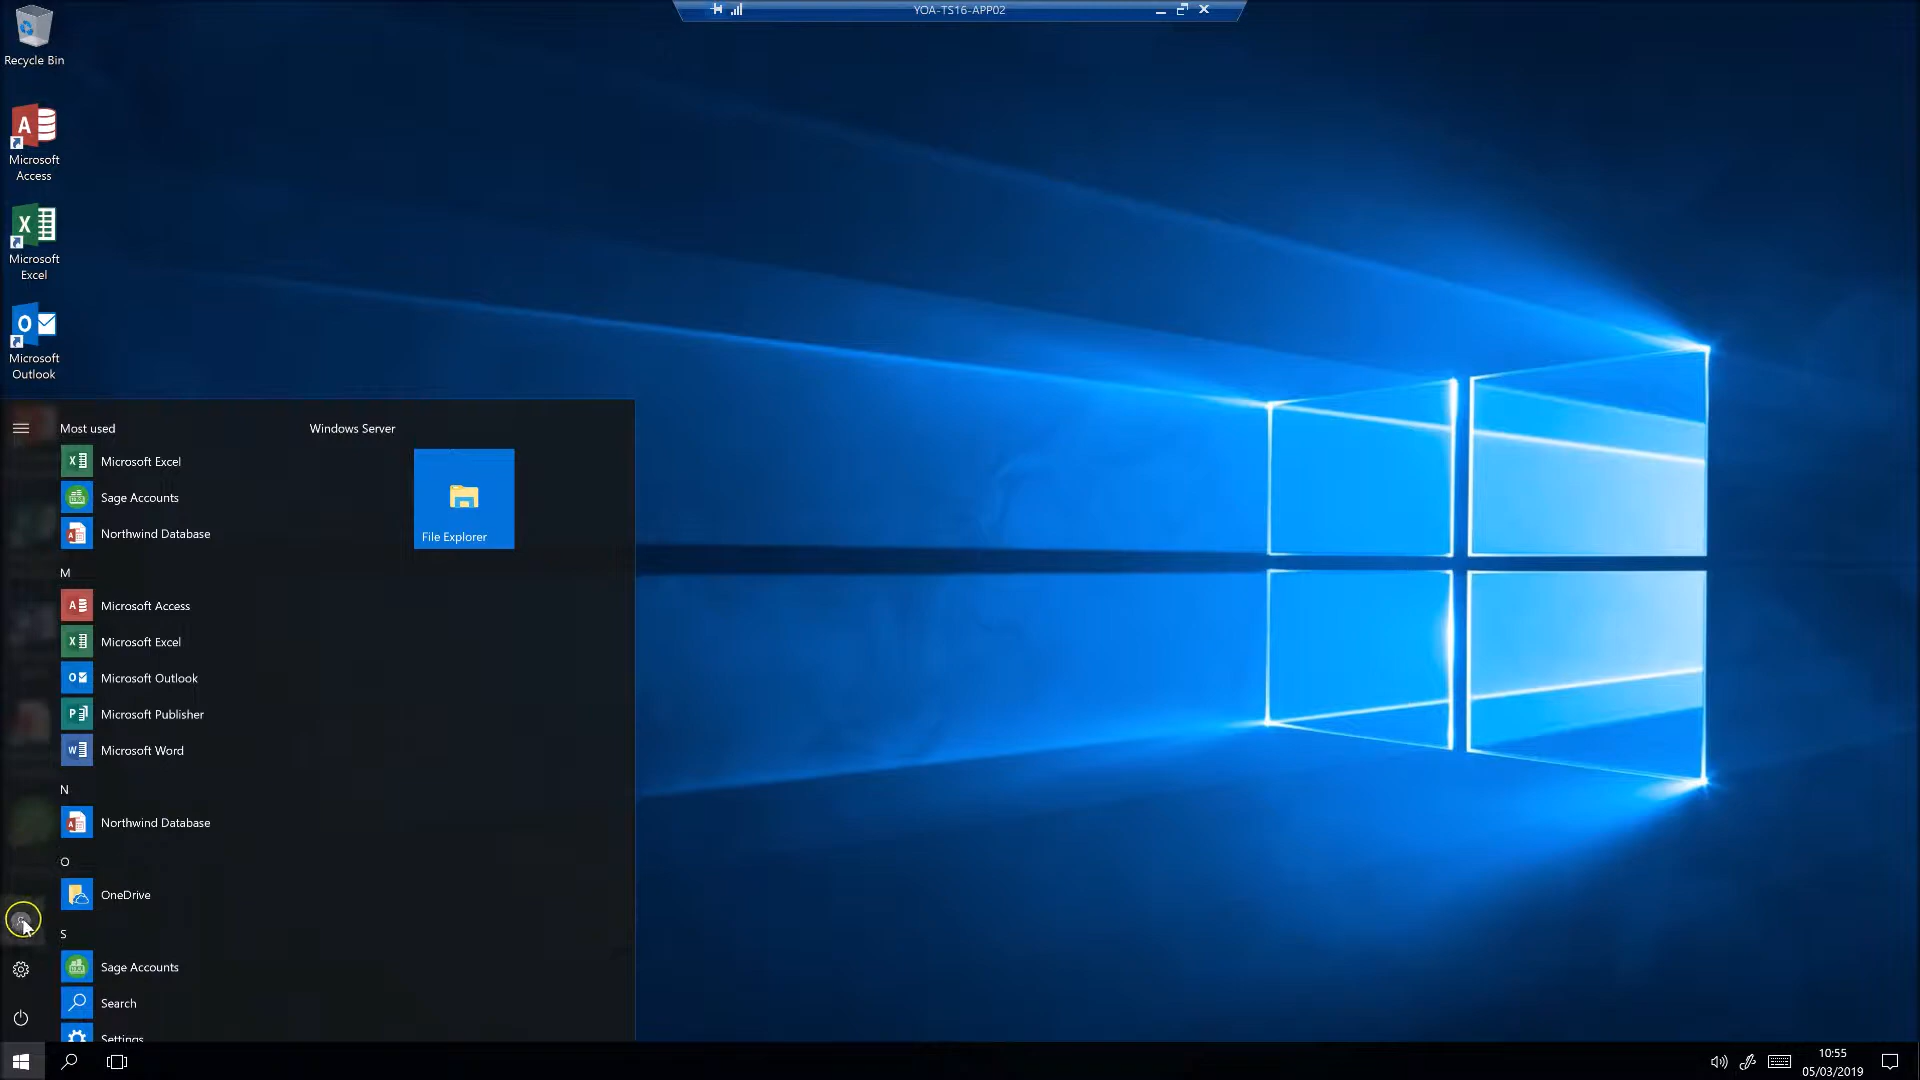 YOA-TS16-APP02
Recycle Bin
Microsoft
Access
Microsoft
Excel
Microsoft
Outlook
Most used
Microsoft Excel
Sage Accounts
Northwind Database
M
Microsoft Access
Microsoft Excel
Microsoft Outlook
Microsoft Publisher
Microsoft Word
N
Northwind Database
O
OneDrive
S
Sage Accounts
Search
Settings
Windows Server
File Explorer
10:55
05/03/2019